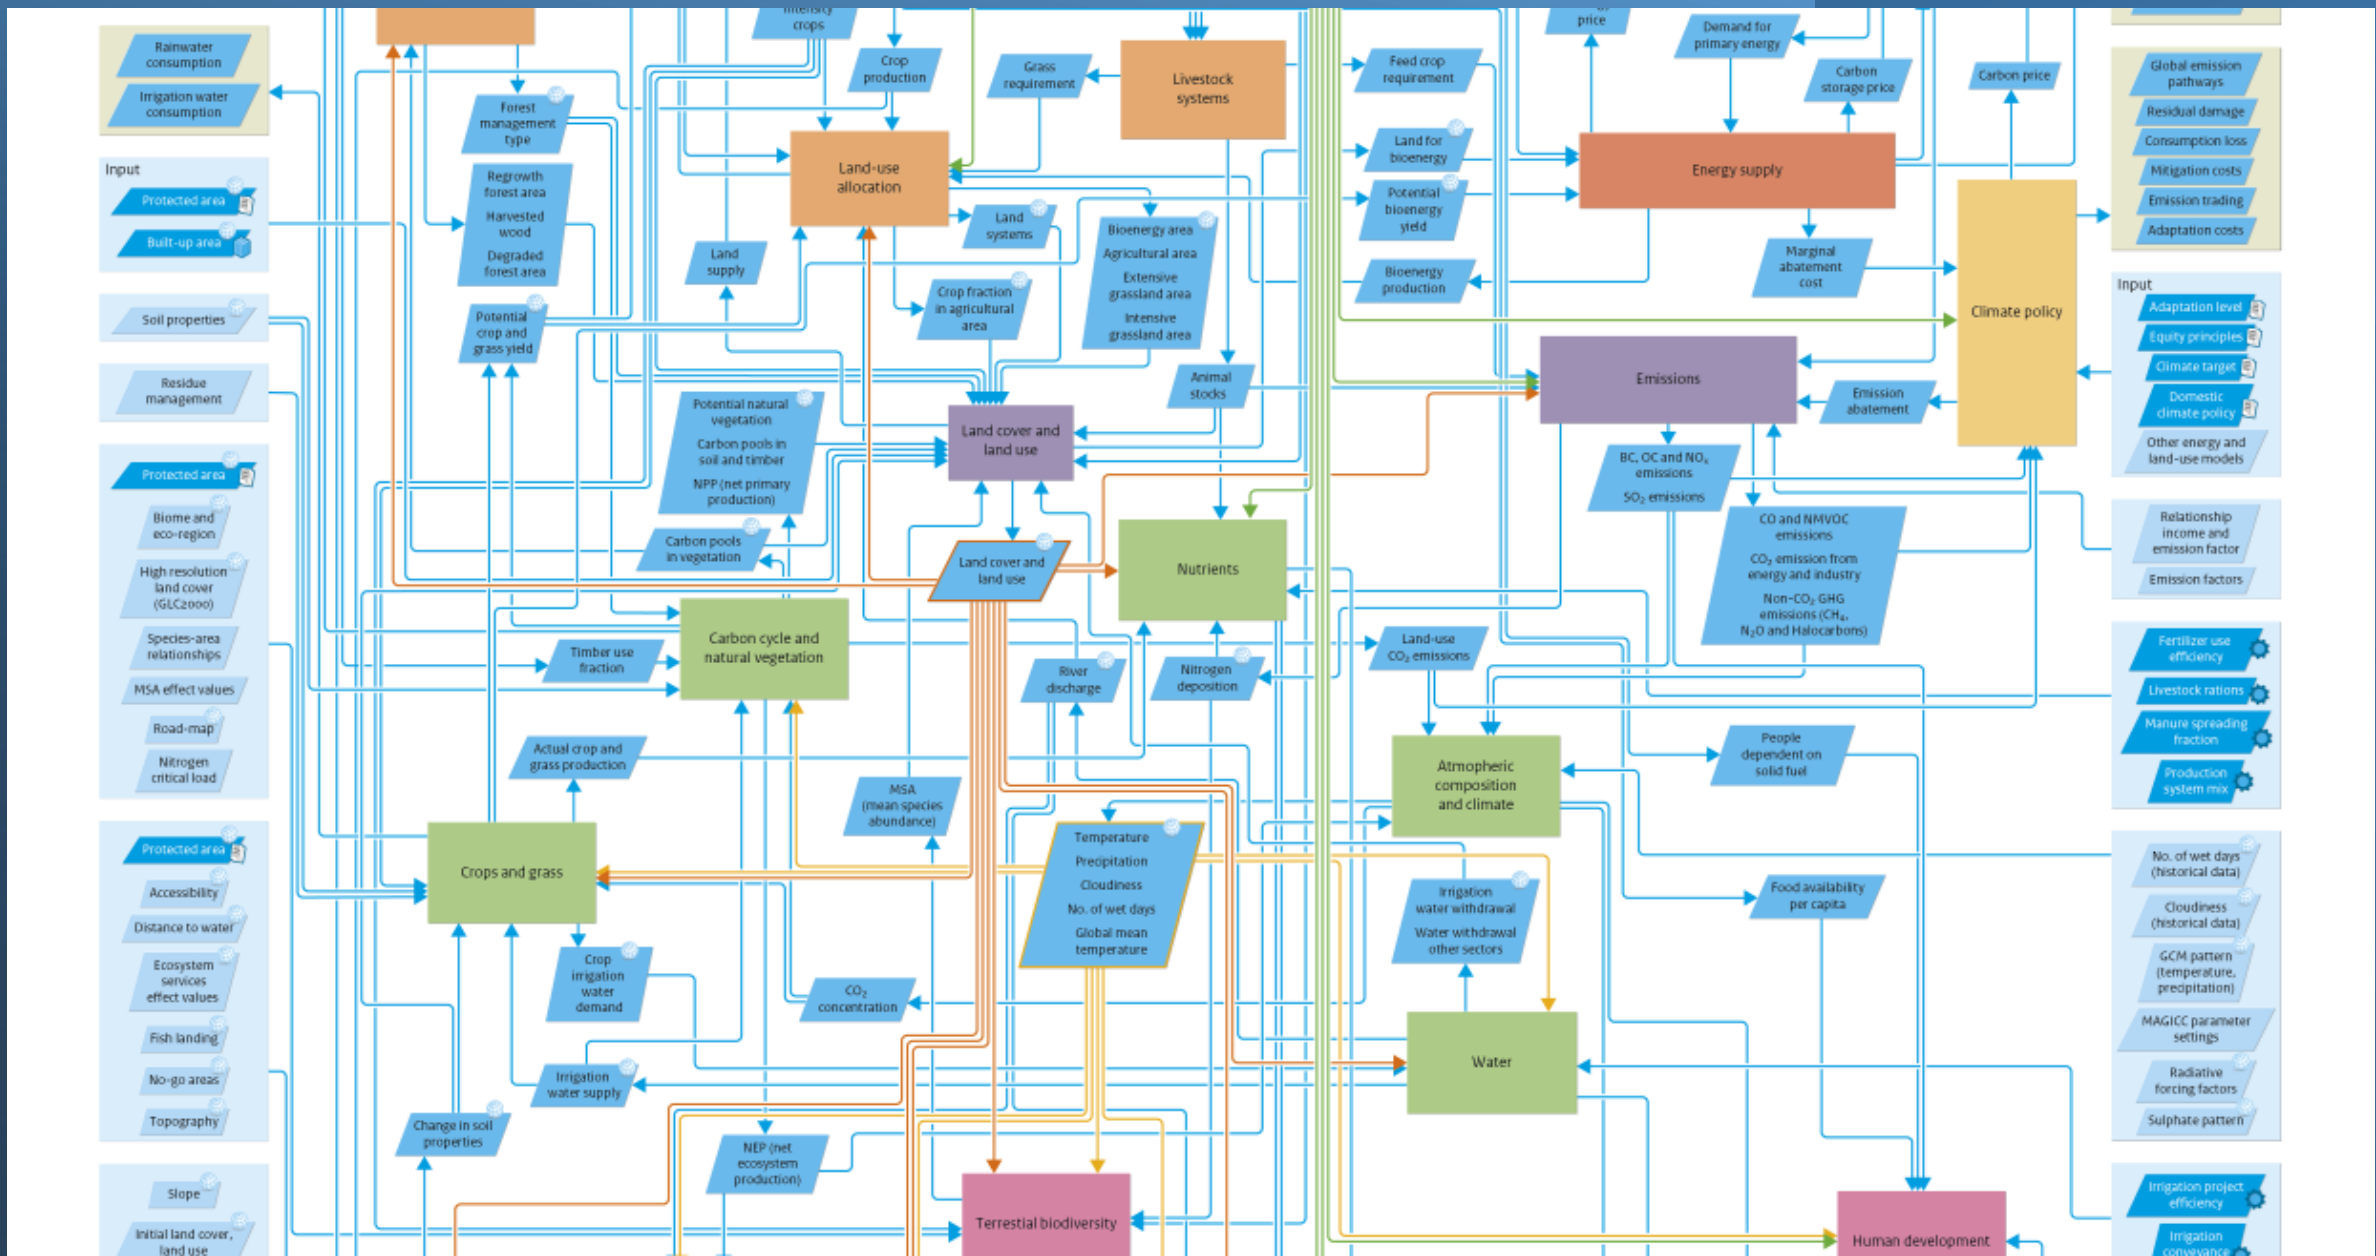 Rainwater
consumption
Irrigation water
consumption
Input
Protected area
Built-up area
Soil properties
Residue
management
Protected area
Biome and
eco-region
High resolution
land cover
(GLC2000)
Species-area
relationships
MSA effect values
Road-map
Nitrogen
critical load
Protected area
Accessibility
Distance to water
Ecosystem
services
effect values
Fish landing
No-go areas
Topography
Slope
Initial land cover,
land use
Forest
management
type
Regrowth
forest area
Harvested
wood
Degraded
forest area
Potential
crop and
grass yield
intensity
crops
Crop
production
Grass
requirement
Livestock
systems
Land-use
allocation
Land
supply
Land
systems
Crop fraction
in agricultural
area
Bioenergy area
Agricultural area
Extensive
grassland area
Intensive
grassland area
Animal
stocks
Potential natural
vegetation
Carbon pools in
soil and timber
NPP (net primary
production)
Land cover and
land use
Carbon pools
in vegetation
Land cover and
land use
Nutrients
Carbon cycle and
natural vegetation
Timber use
fraction
River
discharge
Nitrogen
deposition
Actual crop and
grass production
MSA
(mean species
abundance)
Crops and grass
Temperature
Precipitation
Cloudiness
No. of wet days
Global mean
temperature
Crop
irrigation
water
demand
CO₂
concentration
Irrigation
water supply
Change in soil
properties
NEP (net
ecosystem
production)
Terrestial biodiversity
price
Demand for
primary energy
Feed crop
requirement
Carbon
storage price
Carbon price
Land for
bioenergy
Energy supply
Potential
bioenergy
yield
Bioenergy
production
Marginal
abatement
cost
Climate policy
Emissions
Emission
abatement
BC, OC and NOₓ
emissions
SO₂ emissions
CO and NMVOC
emissions
CO₂ emission from
energy and industry
Non-CO₂ GHG
emissions (CH₄,
N₂O and Halocarbons)
Land-use
CO₂ emissions
Atmospheric
composition
and climate
People
dependent on
solid fuel
Irrigation
water withdrawal
Water withdrawal
other sectors
Food availability
per capita
Water
Human development
Global emission
pathways
Residual damage
Consumption loss
Mitigation costs
Emission trading
Adaptation costs
Input
Adaptation level
Equity principles
Climate target
Domestic
climate policy
Other energy and
land-use models
Relationship
income and
emission factor
Emission factors
Fertilizer use
efficiency
Livestock rations
Manure spreading
fraction
Production
system mix
No. of wet days
(historical data)
Cloudiness
(historical data)
GCM pattern
(temperature,
precipitation)
MAGICC parameter
settings
Radiative
forcing factors
Sulphate pattern
Irrigation project
efficiency
Irrigation
conveyance